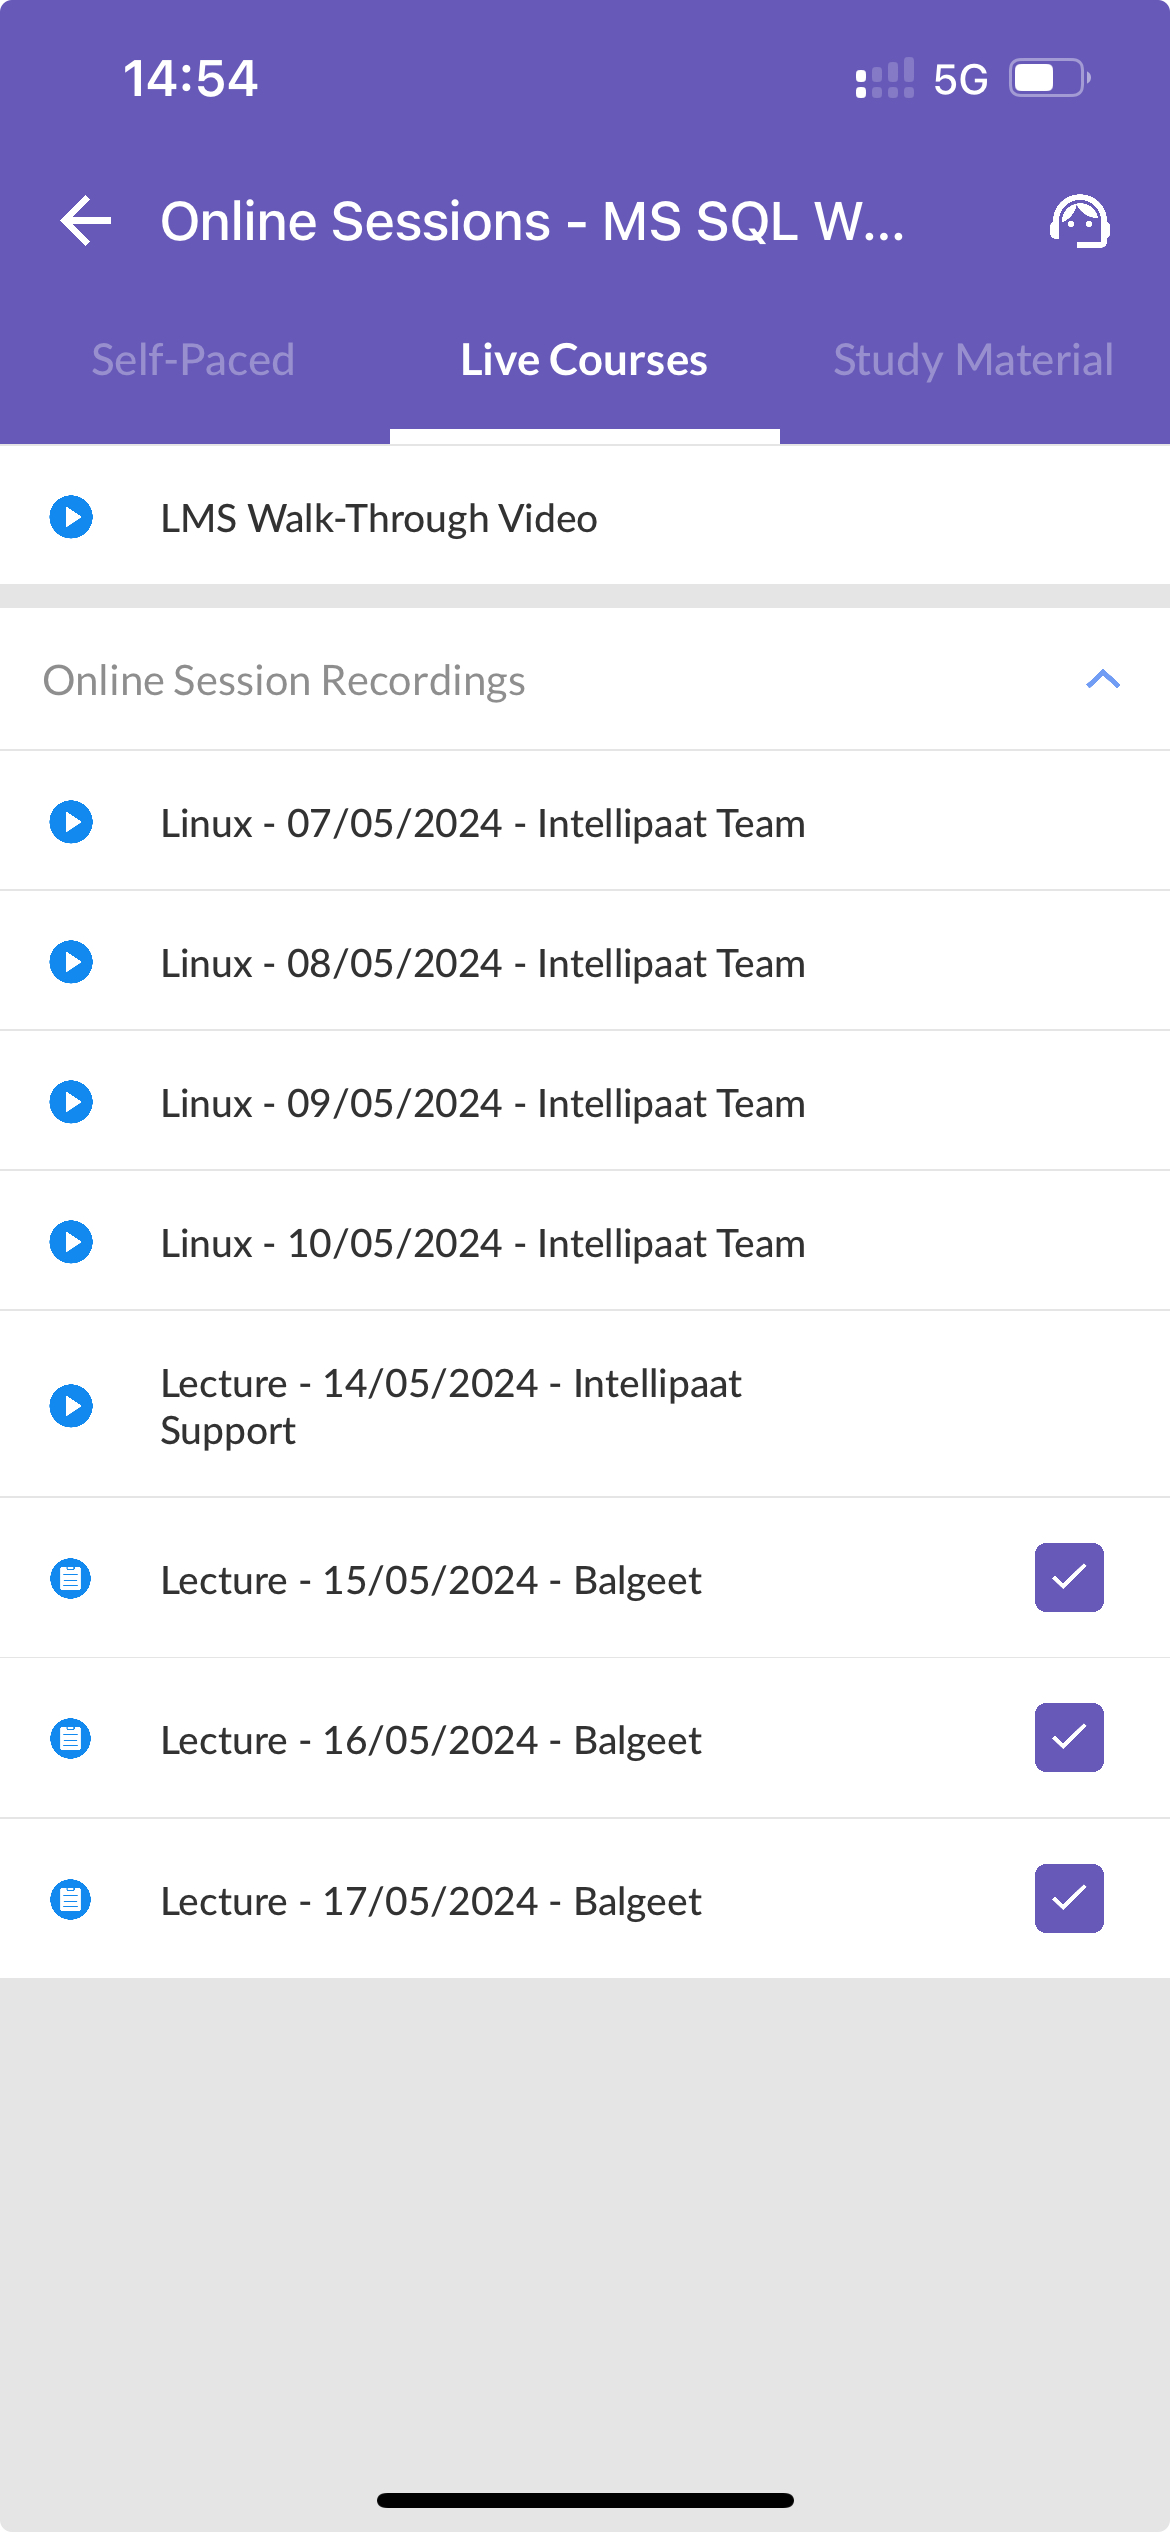 14:54
5G
Online Sessions - MS SQL W...
Self-Paced
Live Courses
Study Material
LMS Walk-Through Video
Online Session Recordings
Linux - 07/05/2024 - Intellipaat Team
Linux - 08/05/2024 - Intellipaat Team
Linux - 09/05/2024 - Intellipaat Team
Linux - 10/05/2024 - Intellipaat Team
Lecture - 14/05/2024 - Intellipaat
Support
Lecture - 15/05/2024 - Balgeet
Lecture - 16/05/2024 - Balgeet
Lecture - 17/05/2024 - Balgeet